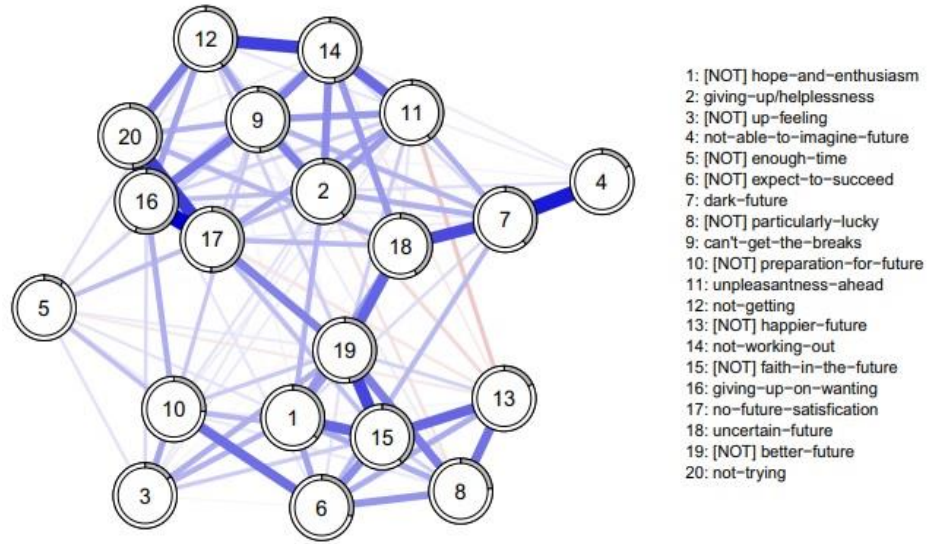 12
14
9
11
20
2
4
16
7
17
18
5
19
13
10
1
15
8
3
6
1: [NOT] hope−and−enthusiasm
2: giving−up/helplessness
3: [NOT] up−feeling
4: not−able−to−imagine−future
5: [NOT] enough−time
6: [NOT] expect−to−succeed
7: dark−future
8: [NOT] particularly−lucky
9: can't−get−the−breaks
10: [NOT] preparation−for−future
11: unpleasantness−ahead
12: not−getting
13: [NOT] happier−future
14: not−working−out
15: [NOT] faith−in−the−future
16: giving−up−on−wanting
17: no−future−satisfication
18: uncertain−future
19: [NOT] better−future
20: not−trying